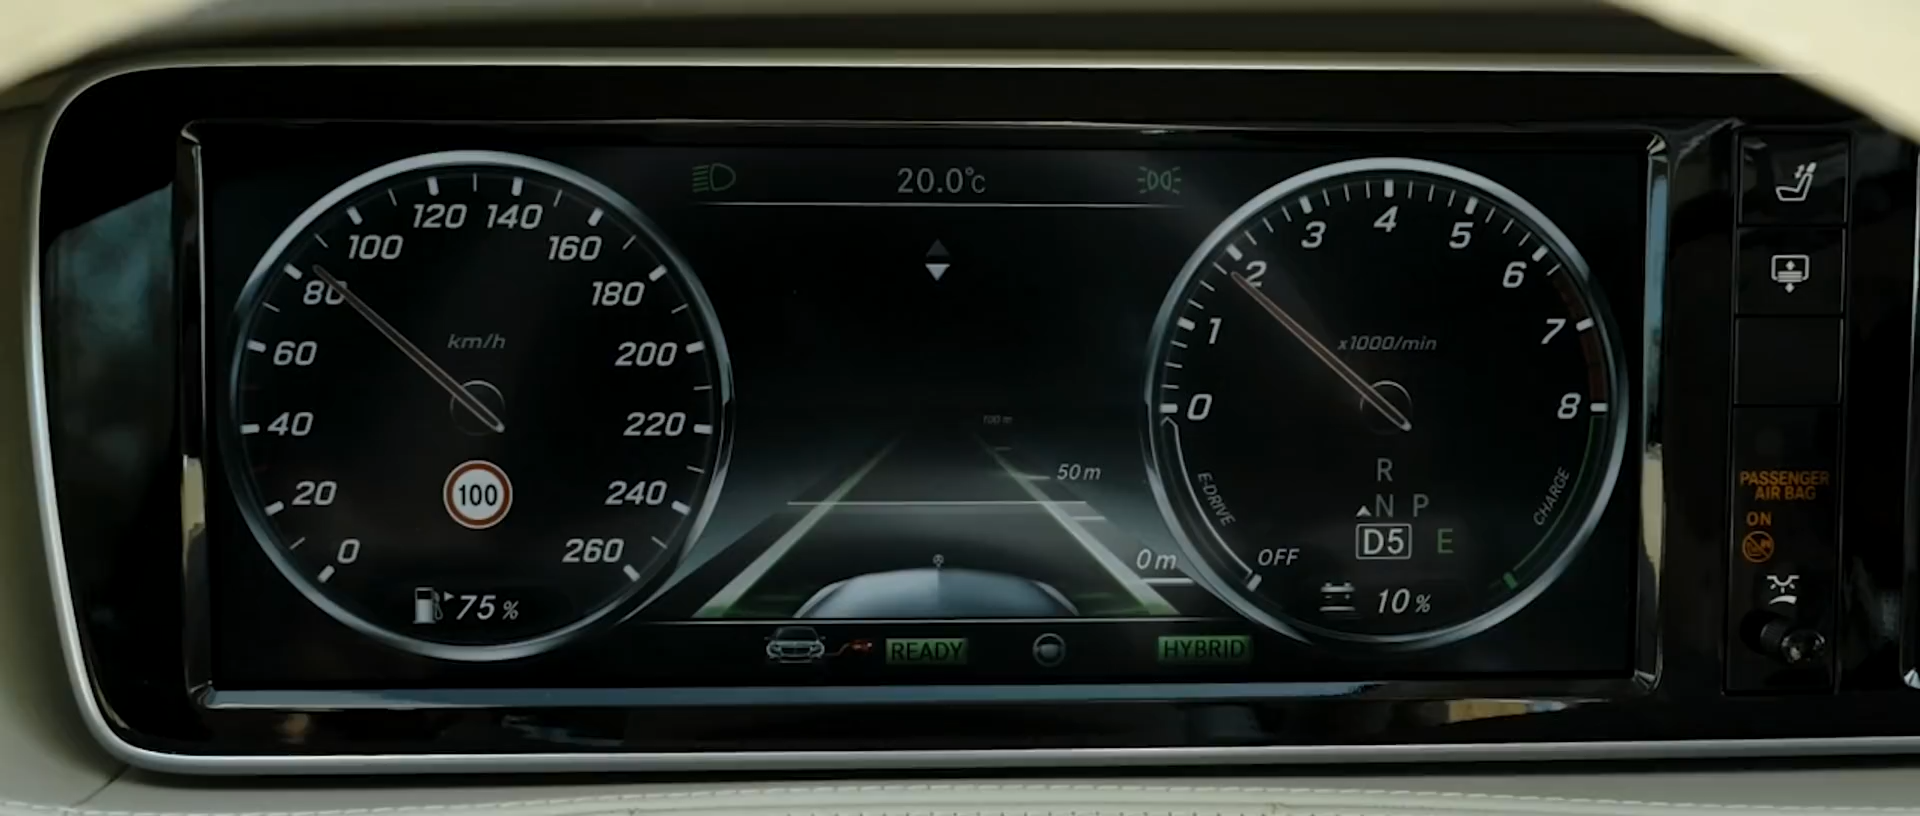 20.0°C
0
20
40
60
80
100
120
140
160
180
200
220
240
260
km/h
100
75 %
100 m
50 m
0 m
READY
HYBRID
0
1
2
3
4
5
6
7
8
x1000/min
E-DRIVE
OFF
CHARGE
R
N P
D5 E
10 %
PASSENGER
AIR BAG
ON